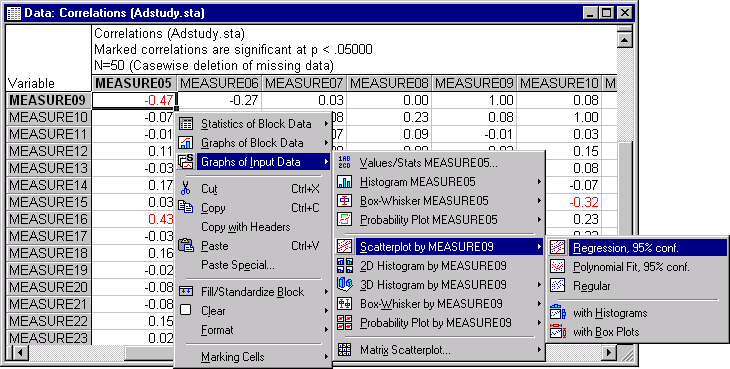 Data: Correlations (Adstudy.sta)
Correlations (Adstudy.sta)
Marked correlations are significant at p < .05000
N=50 (Casewise deletion of missing data)
Variable MEASURE05 MEASURE06 MEASURE07 MEASURE08 MEASURE09 MEASURE10 M
MEASURE09 -0.47 -0.27 0.03 0.00 1.00 0.08
MEASURE10 -0.07 08 0.23 0.08 1.00
MEASURE11 -0.01 07 0.09 -0.01 0.03
MEASURE12 0.11 0.15
MEASURE13 -0.03 0.08
MEASURE14 0.17 -0.07
MEASURE15 0.03 -0.32
MEASURE16 0.43 0.23
MEASURE17 -0.03
MEASURE18 0.16
MEASURE19 -0.02
MEASURE20 -0.08
MEASURE21 -0.08
MEASURE22 0.15
MEASURE23 0.02
Statistics of Block Data
Graphs of Block Data
Graphs of Input Data
Cut Ctrl+X
Copy Ctrl+C
Copy with Headers
Paste Ctrl+V
Paste Special...
Fill/Standardize Block
Clear
Format
Marking Cells
Values/Stats MEASURE05...
Histogram MEASURE05
Box-Whisker MEASURE05
Probability Plot MEASURE05
Scatterplot by MEASURE09
2D Histogram by MEASURE09
3D Histogram by MEASURE09
Box-Whisker by MEASURE09
Probability Plot by MEASURE09
Matrix Scatterplot...
Regression, 95% conf.
Polynomial Fit, 95% conf.
Regular
with Histograms
with Box Plots